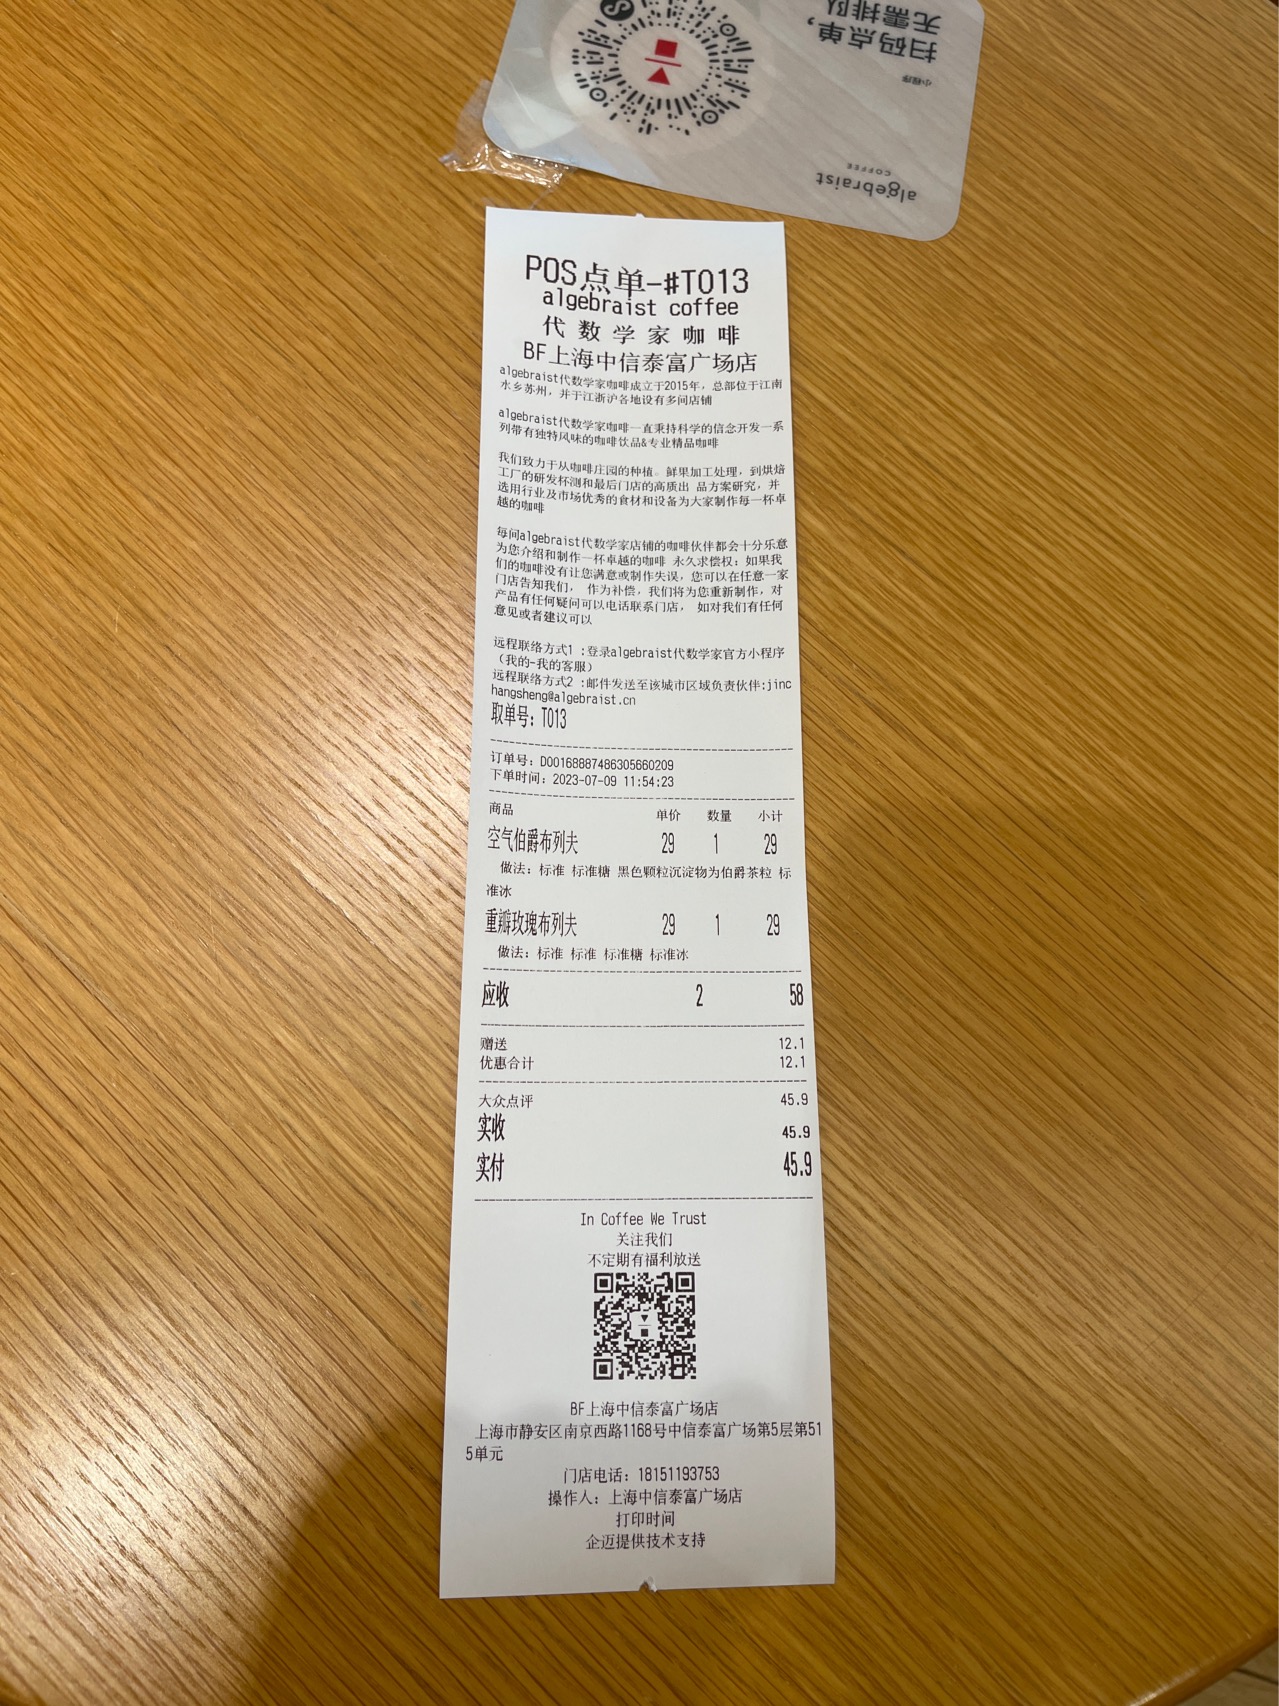 扫码点单,
无需排队
小程序
algebraist
COFFEE
POS点单-#T013
algebraist coffee
代数学家咖啡
BF上海中信泰富广场店
algebraist代数学家咖啡成立于2015年，总部位于江南
水乡苏州，并于江浙沪各地设有多间店铺
algebraist代数学家咖啡一直秉持科学的信念开发一系
列带有独特风味的咖啡饮品&专业精品咖啡
我们致力于从咖啡庄园的种植、鲜果加工处理，到烘焙
工厂的研发杯测和最后门店的高质出 品方案研究，并
选用行业及市场优秀的食材和设备为大家制作每一杯卓
越的咖啡
每间algebraist代数学家店铺的咖啡伙伴都会十分乐意
为您介绍和制作一杯卓越的咖啡 永久求偿权：如果我
们的咖啡没有让您满意或制作失误，您可以在任意一家
门店告知我们， 作为补偿，我们将为您重新制作，对
产品有任何疑问可以电话联系门店， 如对我们有任何
意见或者建议可以
远程联络方式1 :登录algebraist代数学家官方小程序
（我的-我的客服）
远程联络方式2 :邮件发送至该城市区域负责伙伴:jinc
hangsheng@algebraist.cn
取单号：T013
订单号：D00168887486305660209
下单时间：2023-07-09 11:54:23
商品 单价 数量 小计
空气伯爵布列夫 29 1 29
做法：标准 标准糖 黑色颗粒沉淀物为伯爵茶粒 标
准冰
重瓣玫瑰布列夫 29 1 29
做法：标准 标准 标准糖 标准冰
应收 2 58
赠送 12.1
优惠合计 12.1
大众点评 45.9
实收 45.9
实付 45.9
In Coffee We Trust
关注我们
不定期有福利放送
BF上海中信泰富广场店
上海市静安区南京西路1168号中信泰富广场第5层第51
5单元
门店电话：18151193753
操作人：上海中信泰富广场店
打印时间
企迈提供技术支持